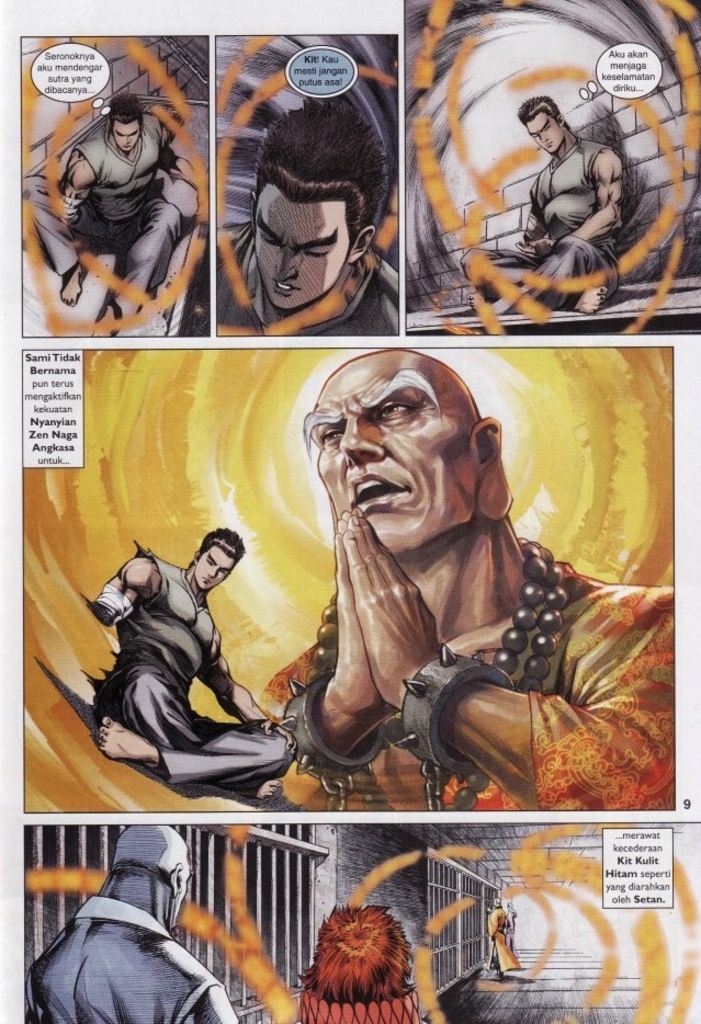 Seronoknya
aku mendengar
sutra yang
dibacanya...
Kit! Kau
mesti jangan
putus asa!
Aku akan
menjaga
keselamatan
diriku...
Sami Tidak
Bernama
pun terus
mengaktifkan
kekuatan
Nyanyian
Zen Naga
Angkasa
untuk...
9
...merawat
kecederaan
Kit Kulit
Hitam seperti
yang diarahkan
oleh Setan.